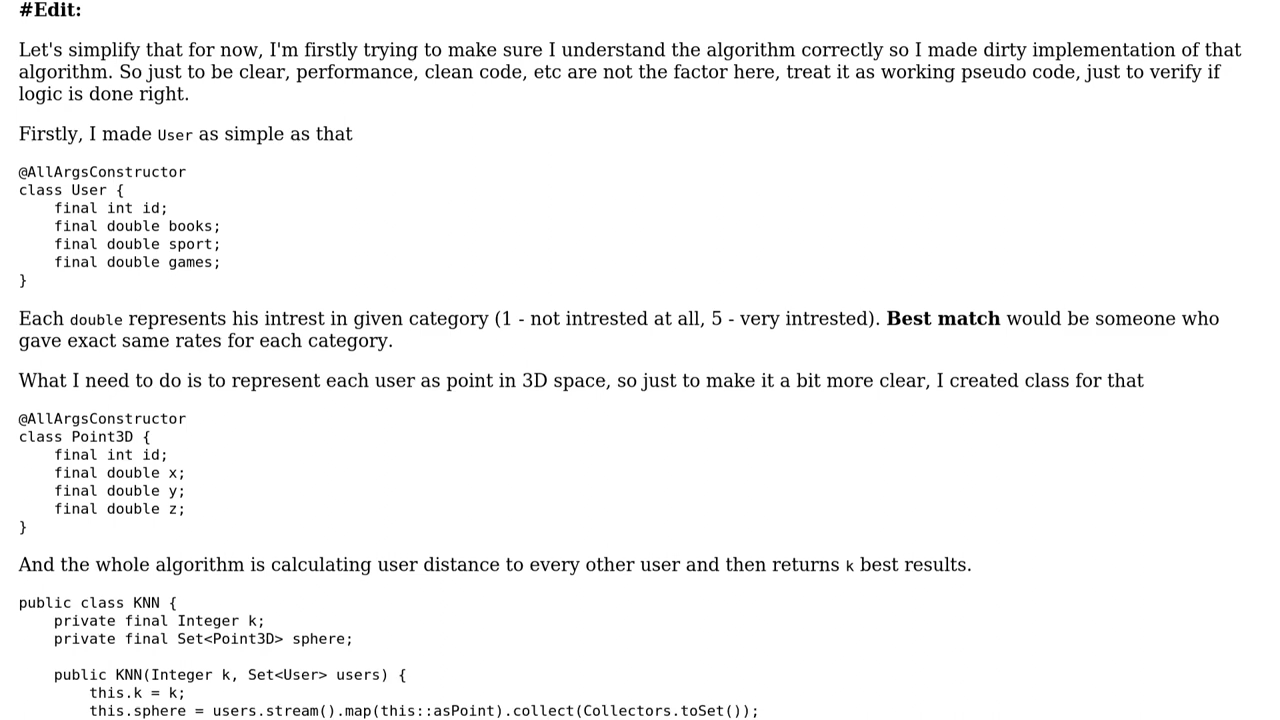 #Edit:
Let's simplify that for now, I'm firstly trying to make sure I understand the algorithm correctly so I made dirty implementation of that
algorithm. So just to be clear, performance, clean code, etc are not the factor here, treat it as working pseudo code, just to verify if
logic is done right.
Firstly, I made User as simple as that
@AllArgsConstructor
class User {
    final int id;
    final double books;
    final double sport;
    final double games;
}
Each double represents his intrest in given category (1 - not intrested at all, 5 - very intrested). Best match would be someone who
gave exact same rates for each category.
What I need to do is to represent each user as point in 3D space, so just to make it a bit more clear, I created class for that
@AllArgsConstructor
class Point3D {
    final int id;
    final double x;
    final double y;
    final double z;
}
And the whole algorithm is calculating user distance to every other user and then returns k best results.
public class KNN {
    private final Integer k;
    private final Set<Point3D> sphere;
    public KNN(Integer k, Set<User> users) {
        this.k = k;
        this.sphere = users.stream().map(this::asPoint).collect(Collectors.toSet());